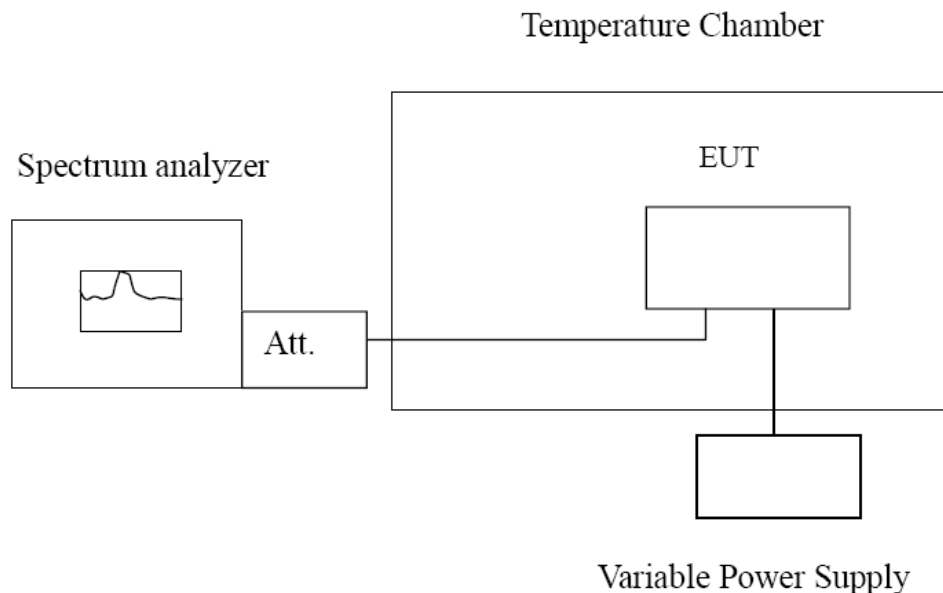 Temperature Chamber
Spectrum analyzer
EUT
Att.
Variable Power Supply